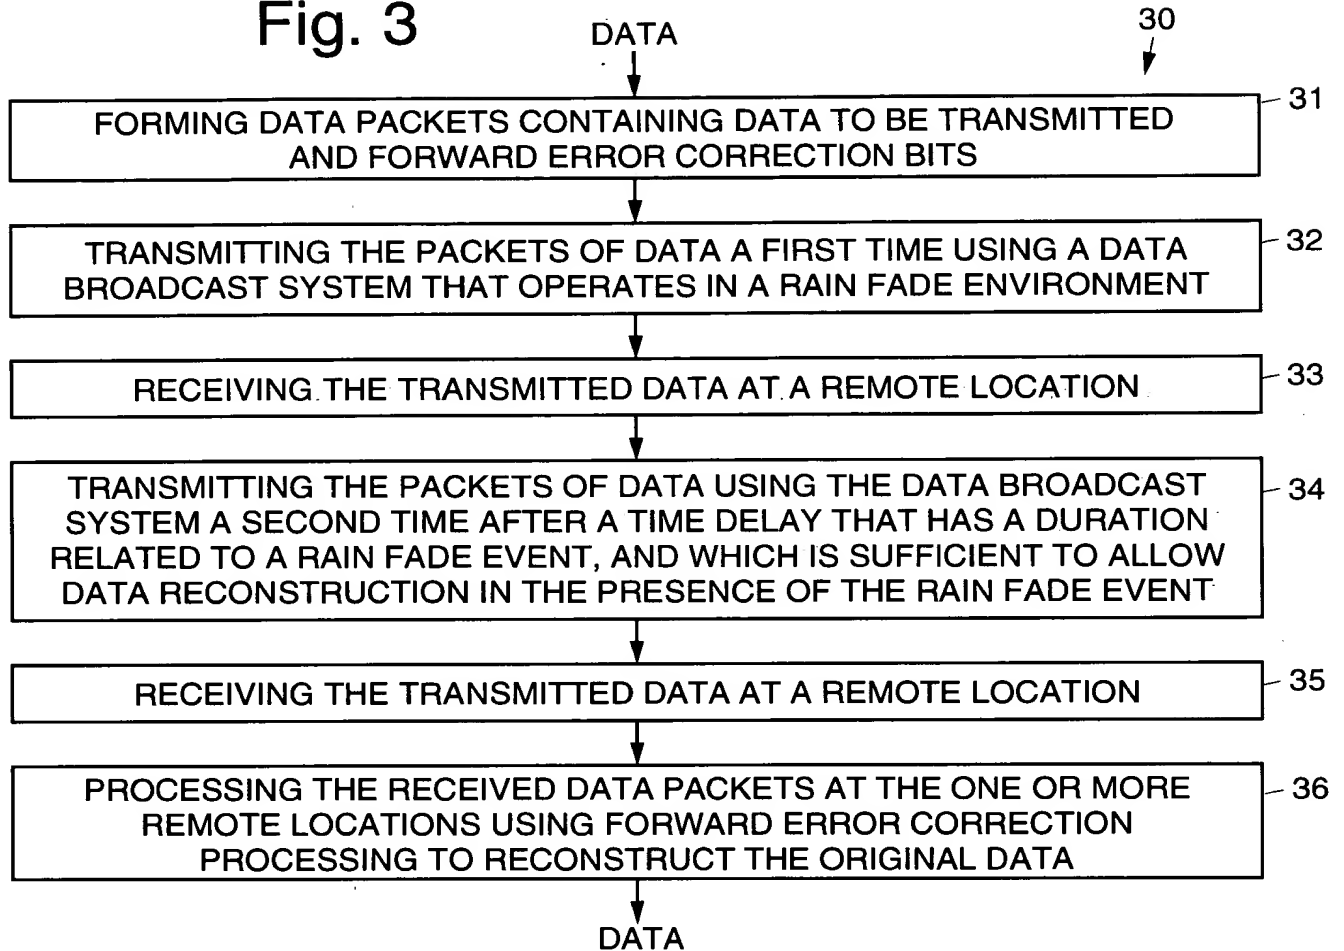 Fig. 3
DATA
30
31
FORMING DATA PACKETS CONTAINING DATA TO BE TRANSMITTED
AND FORWARD ERROR CORRECTION BITS
32
TRANSMITTING THE PACKETS OF DATA A FIRST TIME USING A DATA
BROADCAST SYSTEM THAT OPERATES IN A RAIN FADE ENVIRONMENT
33
RECEIVING THE TRANSMITTED DATA AT A REMOTE LOCATION
34
TRANSMITTING THE PACKETS OF DATA USING THE DATA BROADCAST
SYSTEM A SECOND TIME AFTER A TIME DELAY THAT HAS A DURATION
RELATED TO A RAIN FADE EVENT, AND WHICH IS SUFFICIENT TO ALLOW
DATA RECONSTRUCTION IN THE PRESENCE OF THE RAIN FADE EVENT
35
RECEIVING THE TRANSMITTED DATA AT A REMOTE LOCATION
36
PROCESSING THE RECEIVED DATA PACKETS AT THE ONE OR MORE
REMOTE LOCATIONS USING FORWARD ERROR CORRECTION
PROCESSING TO RECONSTRUCT THE ORIGINAL DATA
DATA